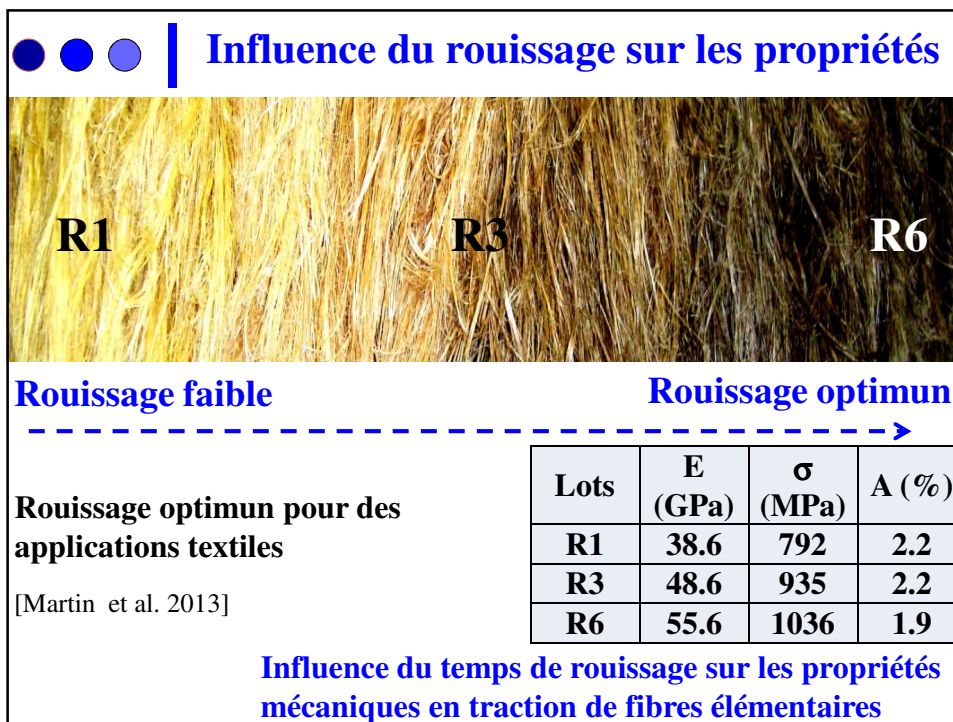 Influence du rouissage sur les propriétés
R1 R3 R6
Rouissage faible Rouissage optimun
Rouissage optimun pour des
applications textiles
[Martin et al. 2013]
Lots E (GPa) σ (MPa) A (%)
R1 38.6 792 2.2
R3 48.6 935 2.2
R6 55.6 1036 1.9
Influence du temps de rouissage sur les propriétés
mécaniques en traction de fibres élémentaires